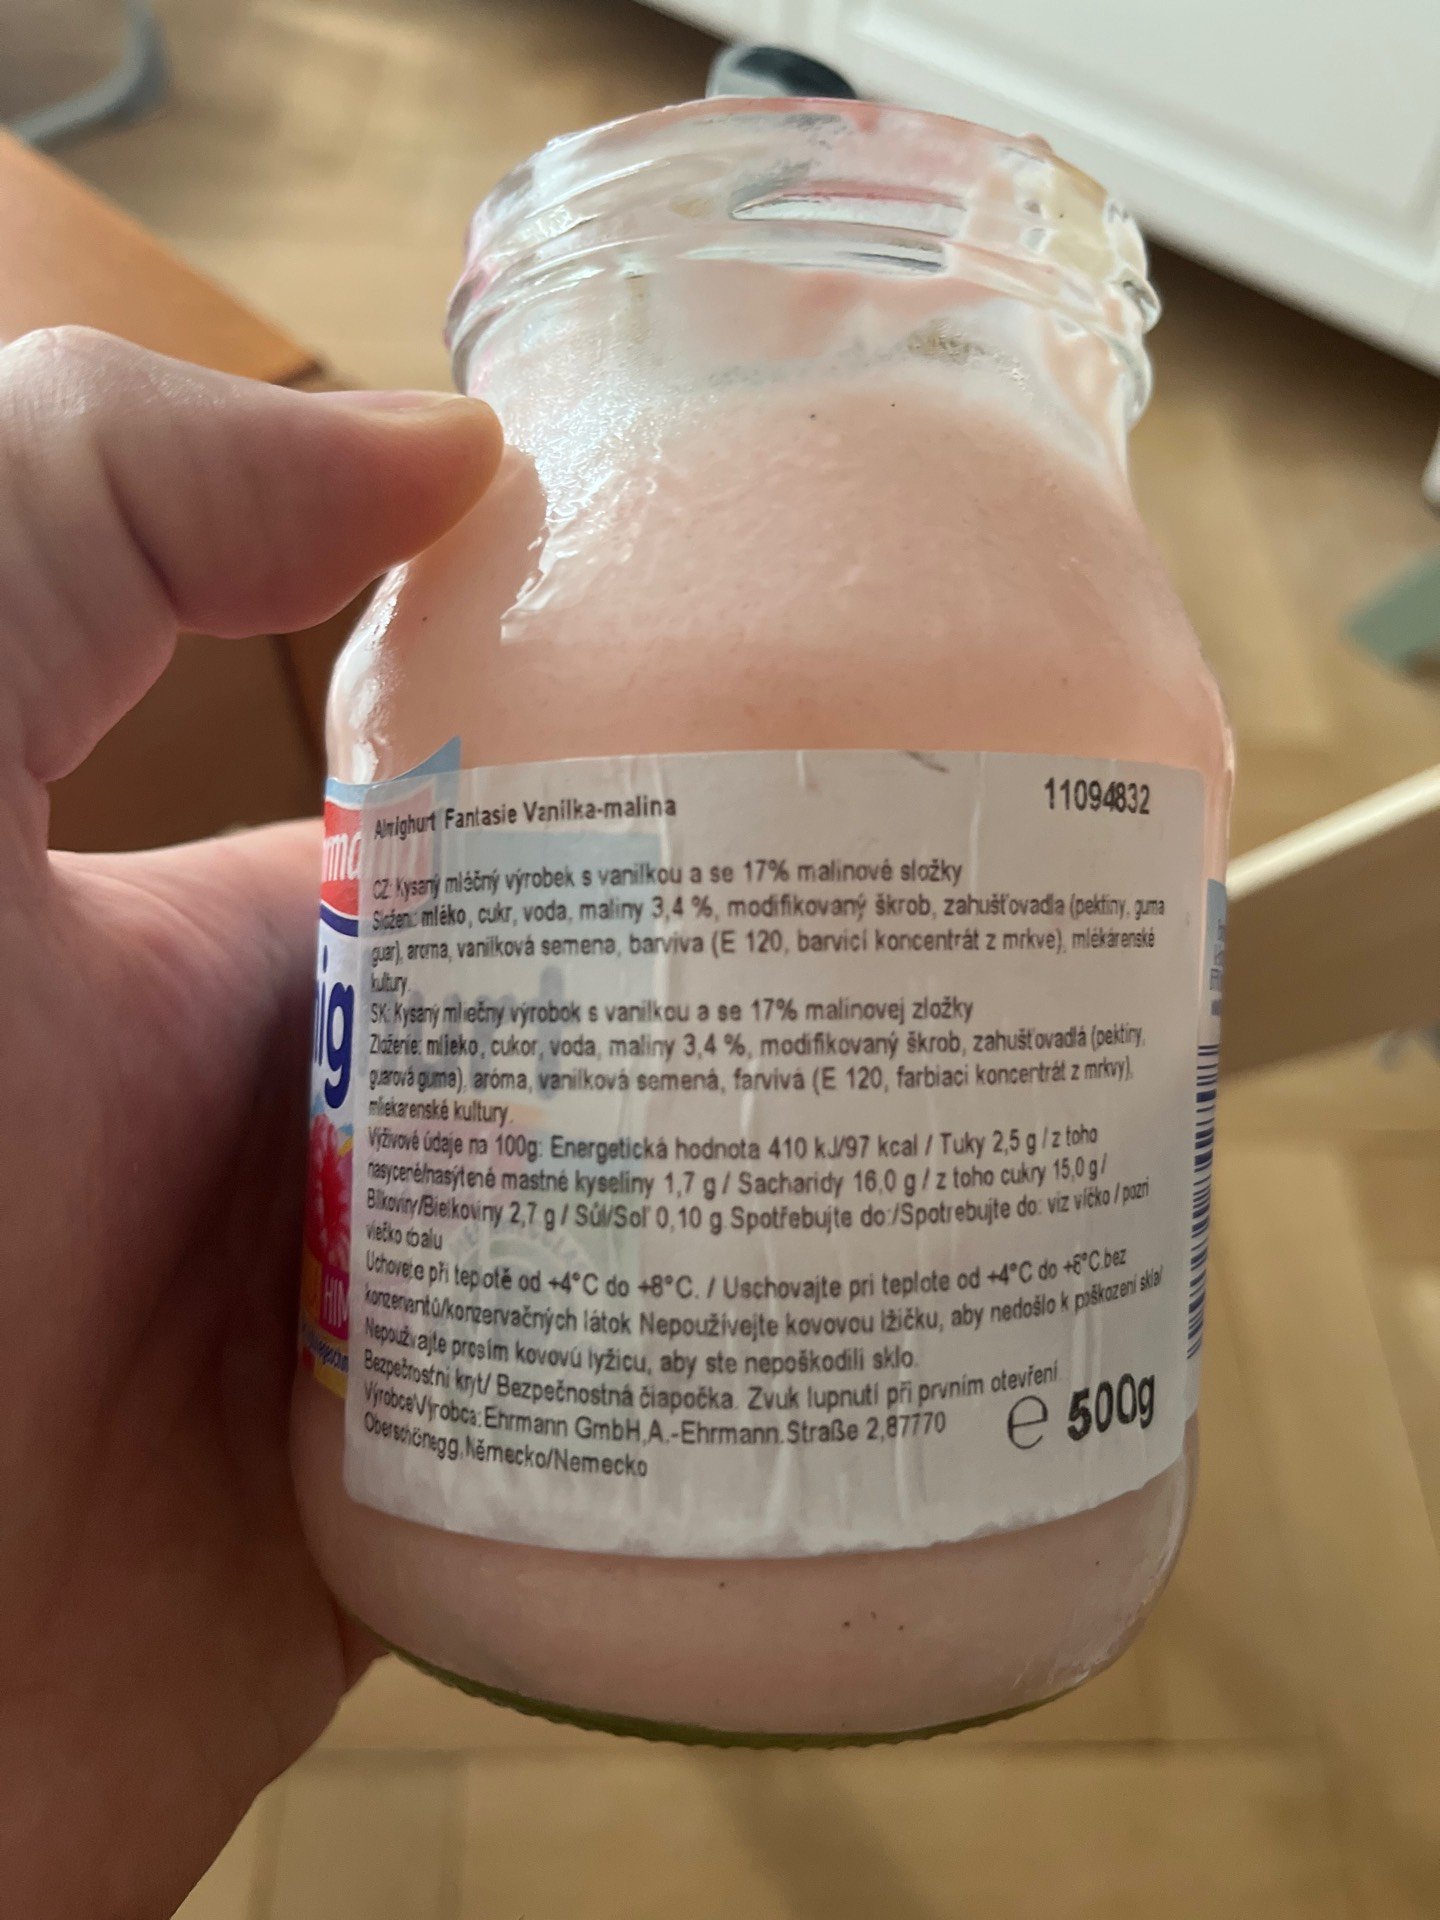 Almighurt Fantasie Vanilka-malina
11094832
CZ: Kysaný mléčný výrobek s vanilkou a se 17% malinové složky
Složení: mléko, cukr, voda, maliny 3,4 %, modifikovaný škrob, zahušťovadla (pektiny, guma
guar), aroma, vanilková semena, barviva (E 120, barvicí koncentrát z mrkve), mlékárenské
kultury.
SK: Kysaný mliečny výrobok s vanilkou a se 17% malinovej zložky
Zloženie: mlieko, cukor, voda, maliny 3,4 %, modifikovaný škrob, zahusťovadlá (pektíny,
guarová guma), aróma, vanilková semená, farvivá (E 120, farbiaci koncentrát z mrkvy),
mliekarenské kultury.
Výživové údaje na 100g: Energetická hodnota 410 kJ/97 kcal / Tuky 2,5 g / z toho
nasycené/nasýtené mastné kyseliny 1,7 g / Sacharidy 16,0 g / z toho cukry 15,0 g /
Bílkoviny/Bielkoviny 2,7 g / Sůl/Soľ 0,10 g Spotřebujte do:/Spotrebujte do: viz víčko / pozri
viečko obalu
Uchovejte při teplotě od +4°C do +8°C. / Uschovajte pri teplote od +4°C do +8°C.bez
konzervantů/konzervačných látok Nepoužívejte kovovou lžičku, aby nedošlo k poškození skla/
Nepoužvajte prosím kovovú lyžicu, aby ste nepoškodili sklo.
Bezpečnostní kryt/ Bezpečnostná čiapočka. Zvuk lupnutí při prvním otevření
Výrobce/Výrobca: Ehrmann GmbH,A.-Ehrmann.Straße 2,87770
Oberschönegg,Německo/Nemecko
e 500g
ig
HIM